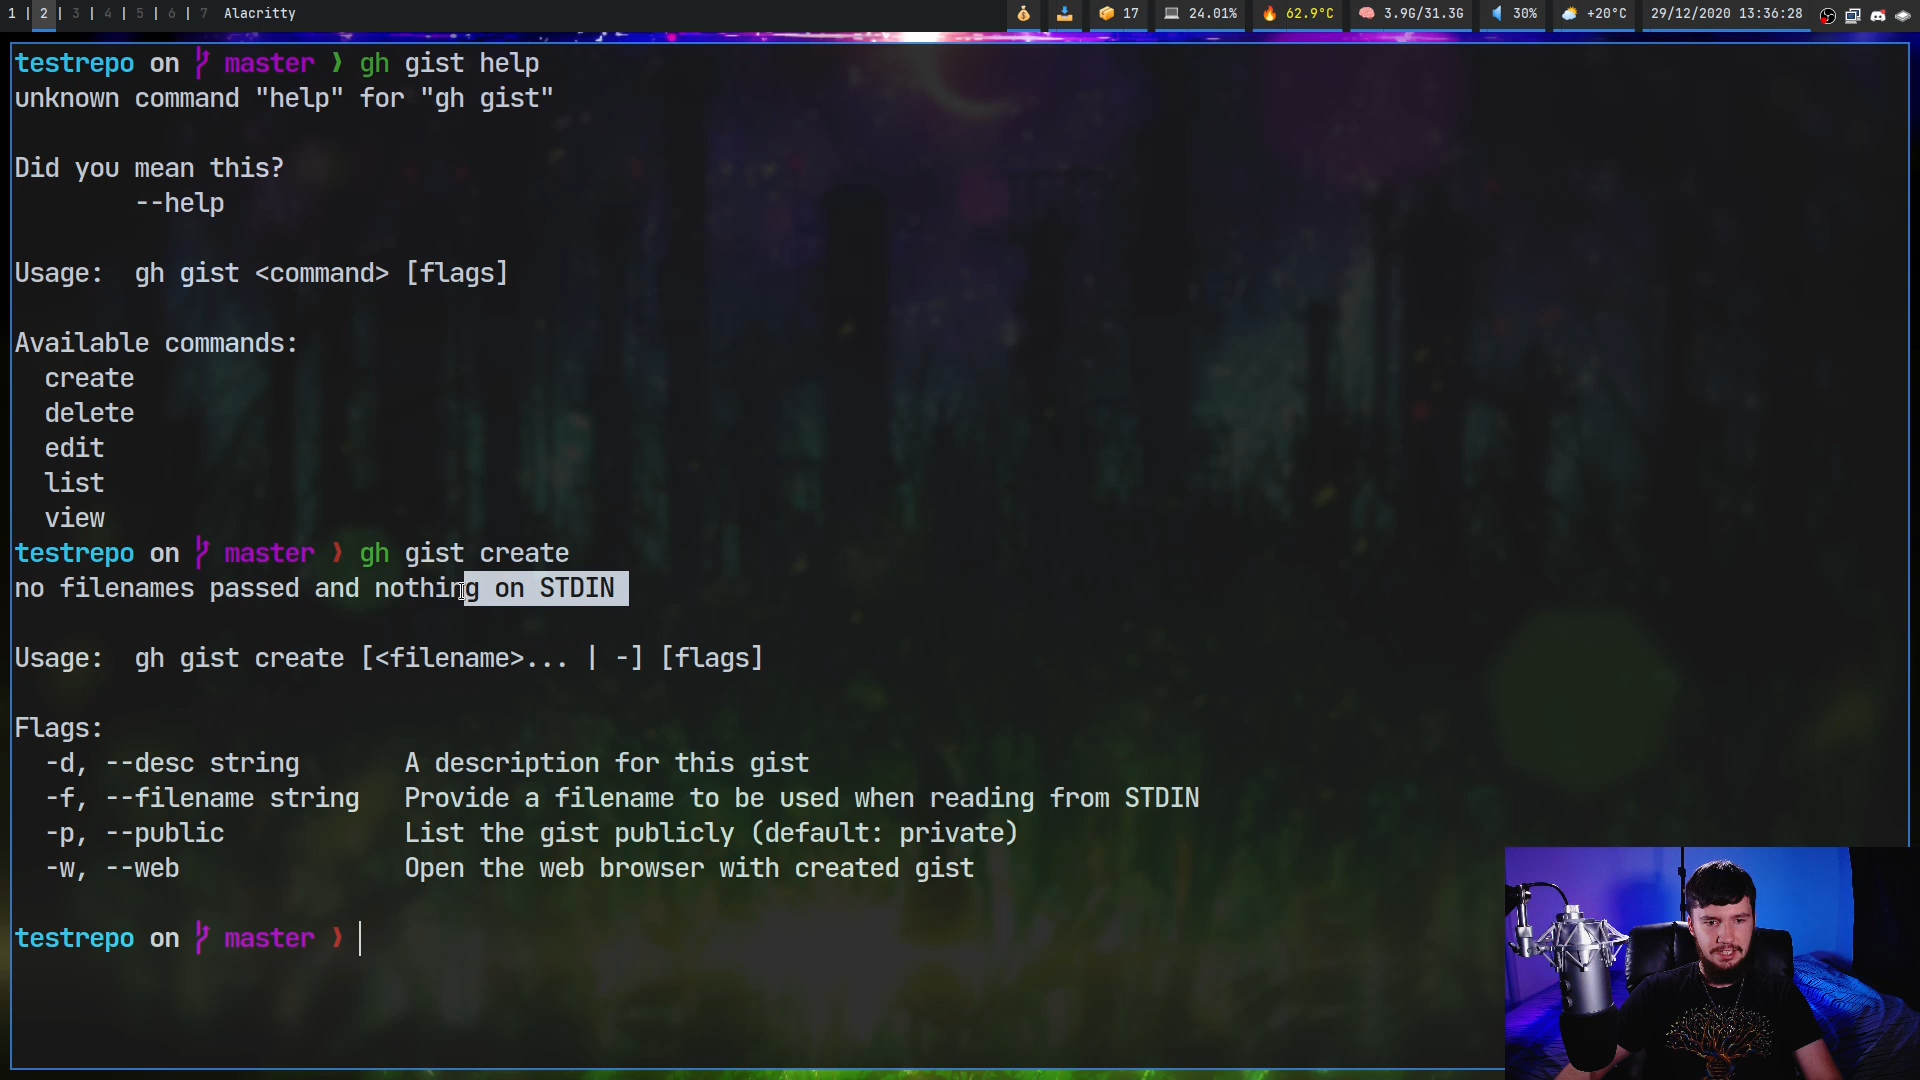 1 | 2 | 3 | 4 | 5 | 6 | 7 Alacritty 17 24.01% 62.9°C 3.9G/31.3G 30% +20°C 29/12/2020 13:36:28
testrepo on master ❯ gh gist help
unknown command "help" for "gh gist"
Did you mean this?
--help
Usage:  gh gist <command> [flags]
Available commands:
create
delete
edit
list
view
testrepo on master ❯ gh gist create
no filenames passed and nothing on STDIN
Usage:  gh gist create [<filename>... | -] [flags]
Flags:
-d, --desc string       A description for this gist
-f, --filename string   Provide a filename to be used when reading from STDIN
-p, --public            List the gist publicly (default: private)
-w, --web               Open the web browser with created gist
testrepo on master ❯